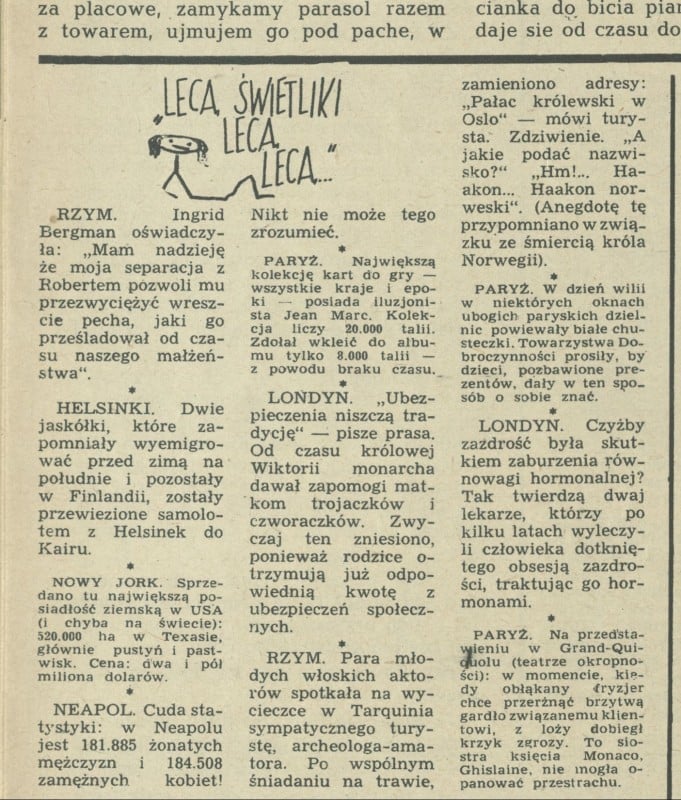 za placowe, zamykamy parasol razem
z towarem, ujmujem go pod pache, w
cianka do bicia
daje sie od czasu do
„LECĄ, ŚWIETLIKI
LECĄ,
LECĄ..."
RZYM. Ingrid
Bergman oświadczy-
ła: „Mam nadzieję
że moja separacja z
Robertem pozwoli mu
przezwyciężyć wresz-
cie pecha, jaki go
prześladował od cza-
su naszego małżeń-
stwa".
*
HELSINKI. Dwie
jaskółki, które za-
pomniały wyemigro-
wać przed zimą na
południe i pozostały
w Finlandii, zostały
przewiezione samolo-
tem z Helsinek do
Kairu.
*
NOWY JORK. Sprze-
dano tu największą po-
siadłość ziemską w USA
(i chyba na świecie):
520.000 ha w Texasie,
głównie pustyń i past-
wisk. Cena: dwa i pół
miliona dolarów.
*
NEAPOL. Cuda sta-
tystyki: w Neapolu
jest 181.885 żonatych
mężczyzn i 184.508
zamężnych kobiet!
Nikt nie może tego
zrozumieć.
*
PARYŻ. Największą
kolekcję kart do gry —
wszystkie kraje i epo-
ki — posiada iluzjoni-
sta Jean Marc. Kolek-
cja liczy 20.000 talii.
Zdołał wkleić do albu-
mu tylko 8.000 talii —
z powodu braku czasu.
*
LONDYN. „Ubez-
pieczenia niszczą tra-
dycję" — pisze prasa.
Od czasu królowej
Wiktorii monarcha
dawał zapomogi mat-
kom trojaczków i
czworaczków. Zwy-
czaj ten zniesiono,
ponieważ rodzice o-
trzymują już odpo-
wiednią kwotę z
ubezpieczeń społecz-
nych.
*
RZYM. Para mło-
dych włoskich akto-
rów spotkała na wy-
cieczce w Tarquinia
sympatycznego tury-
stę, archeologa-ama-
tora. Po wspólnym
śniadaniu na trawie,
zamieniono adresy:
„Pałac królewski w
Oslo" — mówi tury-
sta. Zdziwienie. „A
jakie podać nazwi-
sko?" „Hm!... Ha-
akon... Haakon nor-
weski". (Anegdotę tę
przypomniano w zwią-
zku ze śmiercią króla
Norwegii).
*
PARYŻ. W dzień wilii
w niektórych oknach
ubogich paryskich dziel-
nic powiewały białe chu-
steczki. Towarzystwa Do-
broczynności prosiły, by
dzieci, pozbawione pre-
zentów, dały w ten spo-
sób o sobie znać.
*
LONDYN. Czyżby
zazdrość była skut-
kiem zaburzenia rów-
nowagi hormonalnej?
Tak twierdzą dwaj
lekarze, którzy po
kilku latach wyleczy-
li człowieka dotknię-
tego obsesją zazdro-
ści, traktując go hor-
monami.
*
PARYŻ. Na przedsta-
wieniu w Grand-Qui-
quolu (teatrze okropno-
ści): w momencie, kie-
dy obłąkany fryzjer
chce przerżnąć brzytwą
gardło związanemu klien-
towi, z loży dobiegł
krzyk zgrozy. To sio-
stra księcia Monaco,
Ghislaine, nie mogła o-
panować przestrachu.